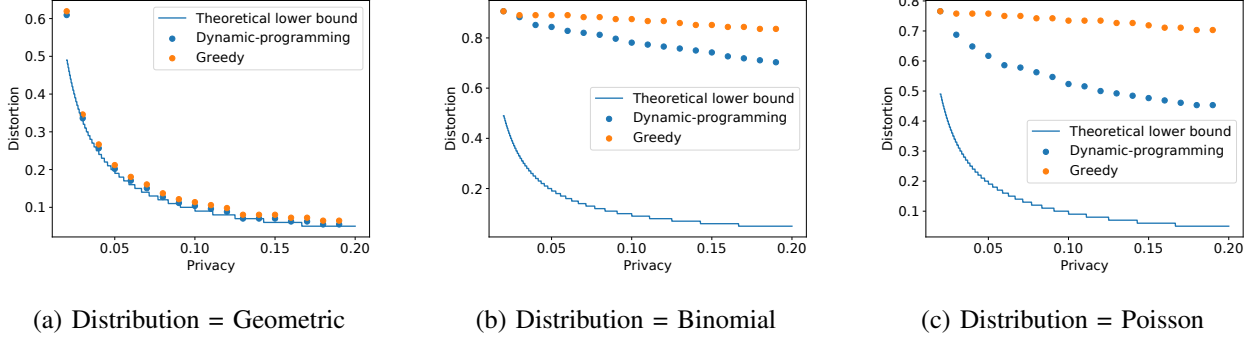 0.6
0.5
0.4
0.3
0.2
0.1
Distortion
Theoretical lower bound
Dynamic-programming
Greedy
0.05
0.10
0.15
0.20
Privacy
(a) Distribution = Geometric
0.8
0.6
0.4
0.2
Distortion
Theoretical lower bound
Dynamic-programming
Greedy
0.05
0.10
0.15
0.20
Privacy
(b) Distribution = Binomial
0.8
0.7
0.6
0.5
0.4
0.3
0.2
0.1
Distortion
Theoretical lower bound
Dynamic-programming
Greedy
0.05
0.10
0.15
0.20
Privacy
(c) Distribution = Poisson